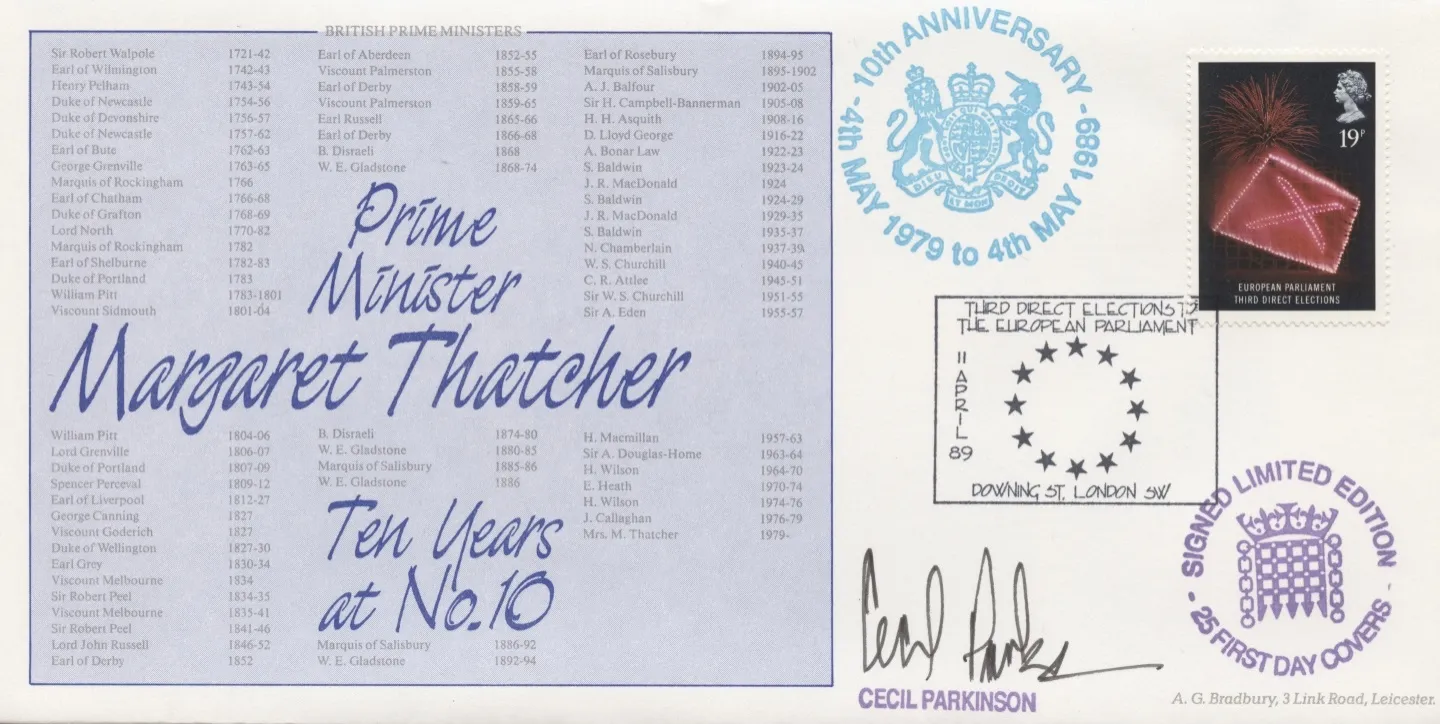 BRITISH PRIME MINISTERS
Sir Robert Walpole 1721-42
Earl of Wilmington 1742-43
Henry Pelham 1743-54
Duke of Newcastle 1754-56
Duke of Devonshire 1756-57
Duke of Newcastle 1757-62
Earl of Bute 1762-63
George Grenville 1763-65
Marquis of Rockingham 1766
Earl of Chatham 1766-68
Duke of Grafton 1768-69
Lord North 1770-82
Marquis of Rockingham 1782
Earl of Shelburne 1782-83
Duke of Portland 1783
William Pitt 1783-1801
Viscount Sidmouth 1801-04
Earl of Aberdeen 1852-55
Viscount Palmerston 1855-58
Earl of Derby 1858-59
Viscount Palmerston 1859-65
Earl Russell 1865-66
Earl of Derby 1866-68
B. Disraeli 1868
W. E. Gladstone 1868-74
Earl of Rosebury 1894-95
Marquis of Salisbury 1895-1902
A. J. Balfour 1902-05
Sir H. Campbell-Bannerman 1905-08
H. H. Asquith 1908-16
D. Lloyd George 1916-22
A. Bonar Law 1922-23
S. Baldwin 1923-24
J. R. MacDonald 1924
S. Baldwin 1924-29
J. R. MacDonald 1929-35
S. Baldwin 1935-37
N. Chamberlain 1937-39
W. S. Churchill 1940-45
C. R. Attlee 1945-51
Sir W. S. Churchill 1951-55
Sir A. Eden 1955-57
Prime
Minister
Margaret Thatcher
William Pitt 1804-06
Lord Grenville 1806-07
Duke of Portland 1807-09
Spencer Perceval 1809-12
Earl of Liverpool 1812-27
George Canning 1827
Viscount Goderich 1827
Duke of Wellington 1827-30
Earl Grey 1830-34
Viscount Melbourne 1834
Sir Robert Peel 1834-35
Viscount Melbourne 1835-41
Sir Robert Peel 1841-46
Lord John Russell 1846-52
Earl of Derby 1852
B. Disraeli 1874-80
W. E. Gladstone 1880-85
Marquis of Salisbury 1885-86
W. E. Gladstone 1886
Ten Years
at No.10
Marquis of Salisbury 1886-92
W. E. Gladstone 1892-94
H. Macmillan 1957-63
Sir A. Douglas-Home 1963-64
H. Wilson 1964-70
E. Heath 1970-74
H. Wilson 1974-76
J. Callaghan 1976-79
Mrs. M. Thatcher 1979-
10th ANNIVERSARY
4th MAY 1979 to 4th MAY 1989
DIEU ET MON DROIT
19P
EUROPEAN PARLIAMENT
THIRD DIRECT ELECTIONS
THIRD DIRECT ELECTIONS TO
THE EUROPEAN PARLIAMENT
11 APRIL 89
DOWNING ST. LONDON SW
SIGNED LIMITED EDITION
- 25 FIRST DAY COVERS -
Cecil Parkinson
CECIL PARKINSON
A. G. Bradbury, 3 Link Road, Leicester.